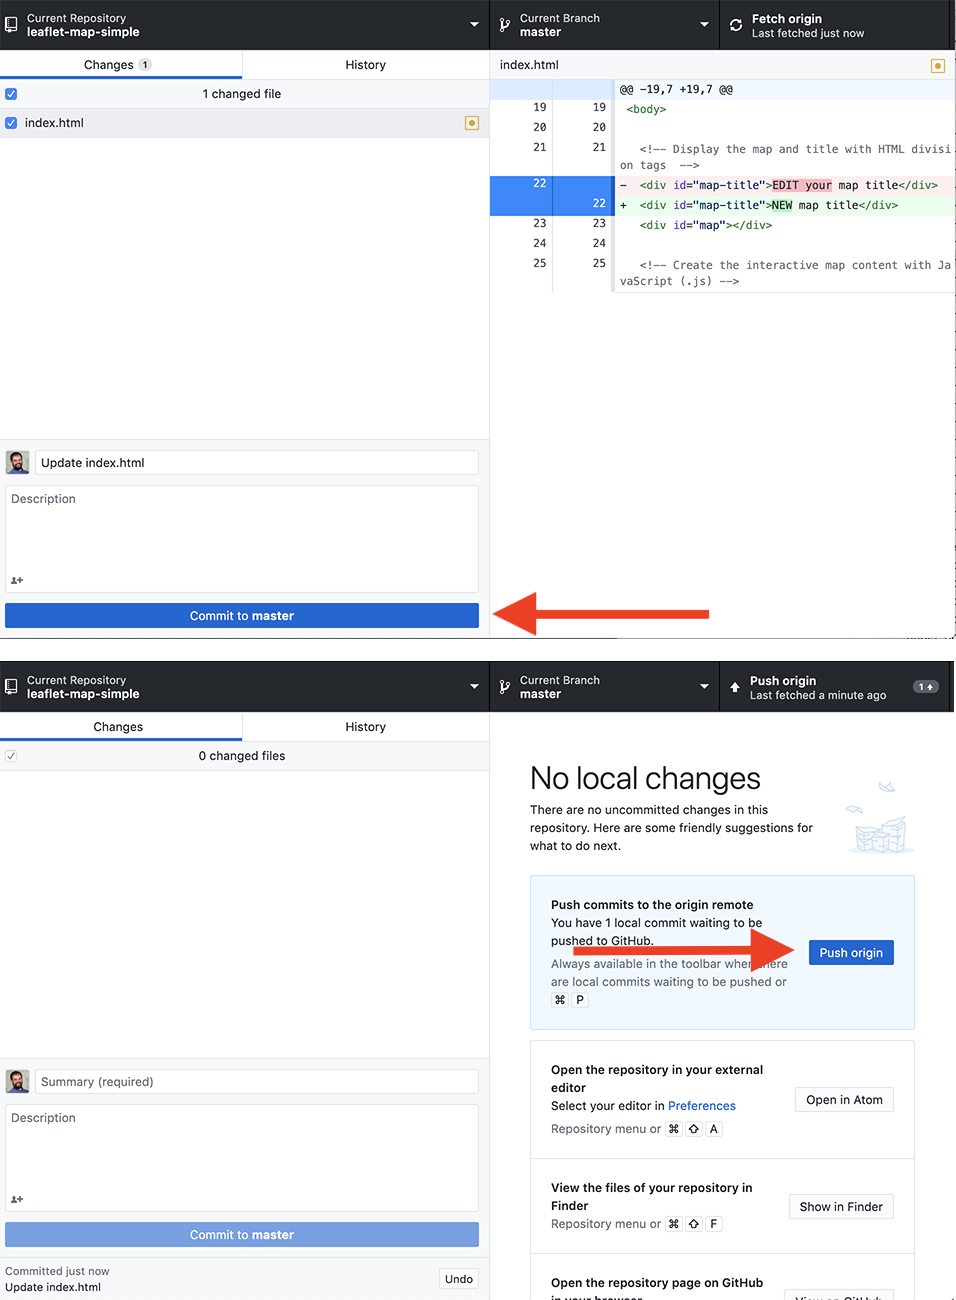 Current Repository
leaflet-map-simple
Current Branch
master
Fetch origin
Last fetched just now
Changes 1
History
index.html
1 changed file
index.html
@@ -19,7 +19,7 @@
19 19 <body>
20 20
21 21 <!-- Display the map and title with HTML divisi
on tags -->
22 - <div id="map-title">EDIT your map title</div>
22 + <div id="map-title">NEW map title</div>
23 23 <div id="map"></div>
24 24
25 25 <!-- Create the interactive map content with Ja
vaScript (.js) -->
Update index.html
Description
Commit to master
Current Repository
leaflet-map-simple
Current Branch
master
Push origin
Last fetched a minute ago
1
Changes
History
0 changed files
No local changes
There are no uncommitted changes in this
repository. Here are some friendly suggestions for
what to do next.
Push commits to the origin remote
You have 1 local commit waiting to be
pushed to GitHub.
Always available in the toolbar when there
are local commits waiting to be pushed or
⌘ P
Push origin
Open the repository in your external
editor
Select your editor in Preferences
Repository menu or ⌘ ⇧ A
Open in Atom
View the files of your repository in
Finder
Repository menu or ⌘ ⇧ F
Show in Finder
Open the repository page on GitHub
in your browser
View on GitHub
Summary (required)
Description
Commit to master
Committed just now
Update index.html
Undo